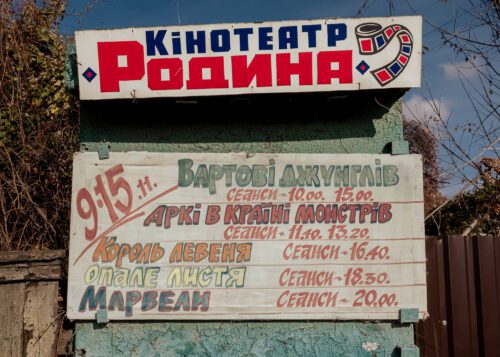 Кінотеатр
Родина
9-15.11.
Вартові джунглів
Сеанси - 10.00. 15.00.
Аркі в країні монстрів
Сеанси - 11.40. 13.20.
Король левеня
Сеанси - 16.40.
Опале листя
Сеанси - 18.30.
Марвели
Сеанси - 20.00.